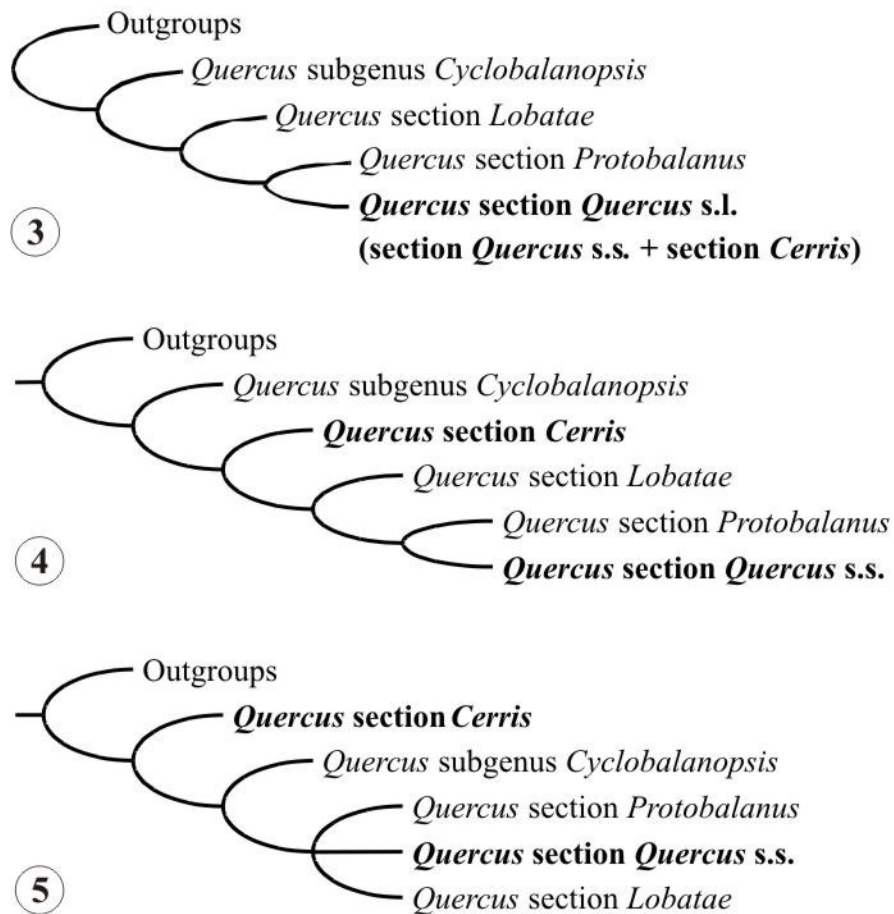 Outgroups
Quercus subgenus Cyclobalanopsis
Quercus section Lobatae
Quercus section Protobalanus
Quercus section Quercus s.l.
(section Quercus s.s. + section Cerris)
3
Outgroups
Quercus subgenus Cyclobalanopsis
Quercus section Cerris
Quercus section Lobatae
Quercus section Protobalanus
Quercus section Quercus s.s.
4
Outgroups
Quercus section Cerris
Quercus subgenus Cyclobalanopsis
Quercus section Protobalanus
Quercus section Quercus s.s.
Quercus section Lobatae
5